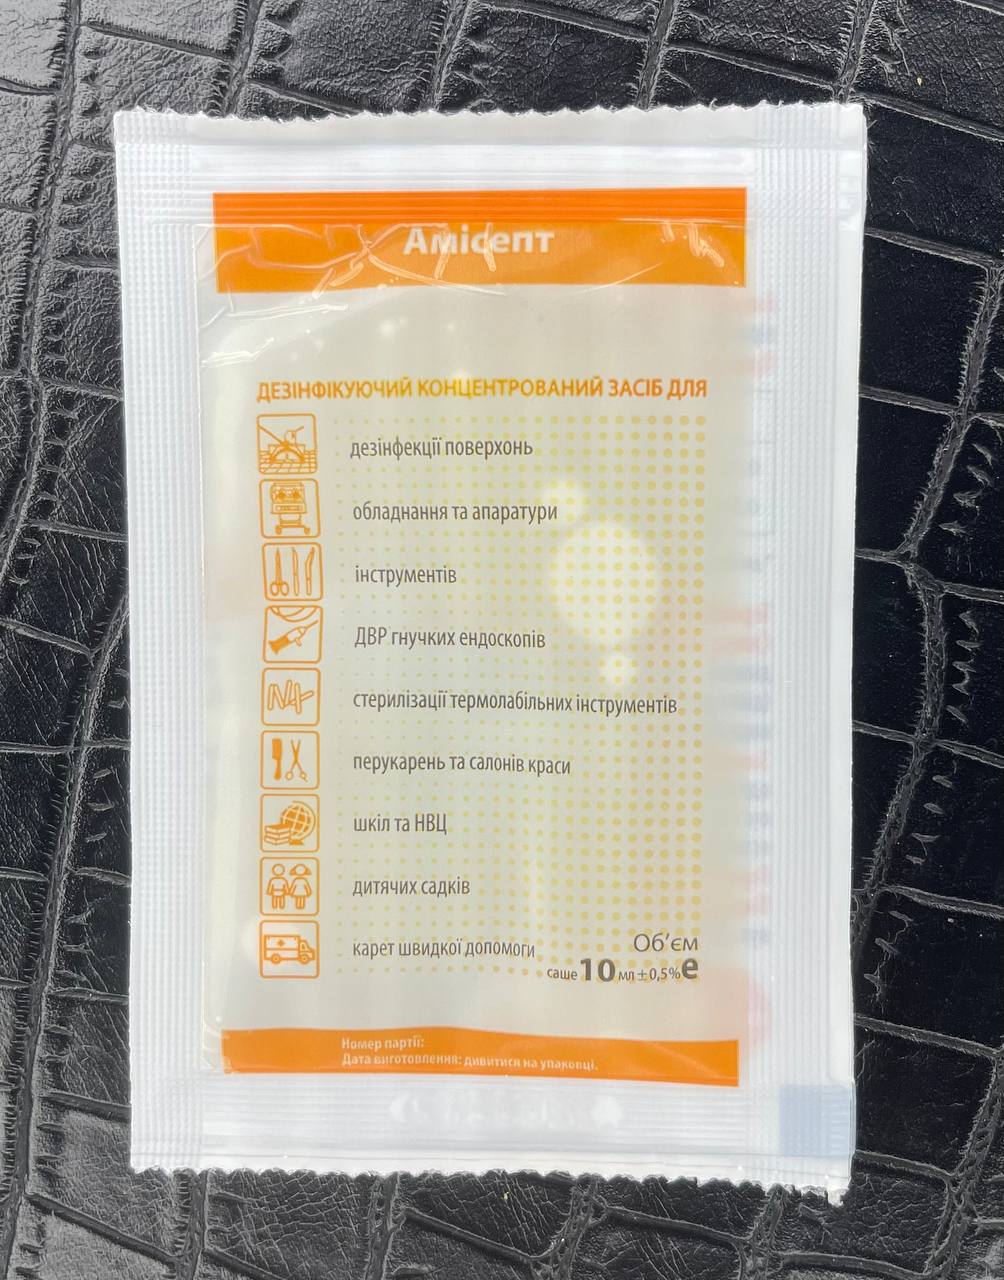 Амісепт
ДЕЗІНФІКУЮЧИЙ КОНЦЕНТРОВАНИЙ ЗАСІБ ДЛЯ
дезінфекції поверхонь
обладнання та апаратури
інструментів
ДВР гнучких ендоскопів
стерилізації термолабільних інструментів
перукарень та салонів краси
шкіл та НВЦ
дитячих садків
карет швидкої допомоги
Об’єм
саше 10 мл ± 0,5% e
Номер партії:
Дата виготовлення: дивитися на упаковці.